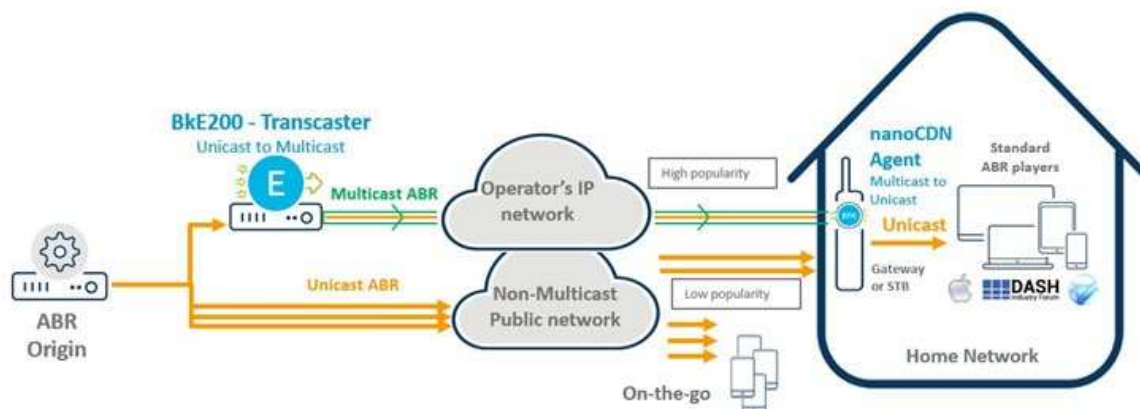 BkE200 - Transcaster
Unicast to Multicast
E
Multicast ABR
Operator's IP
network
High popularity
nanoCDN
Agent
Multicast to
Unicast
Standard
ABR players
Unicast
Gateway
or STB
DASH
Industry Forum
Home Network
ABR
Origin
Unicast ABR
Non-Multicast
Public network
Low popularity
On-the-go